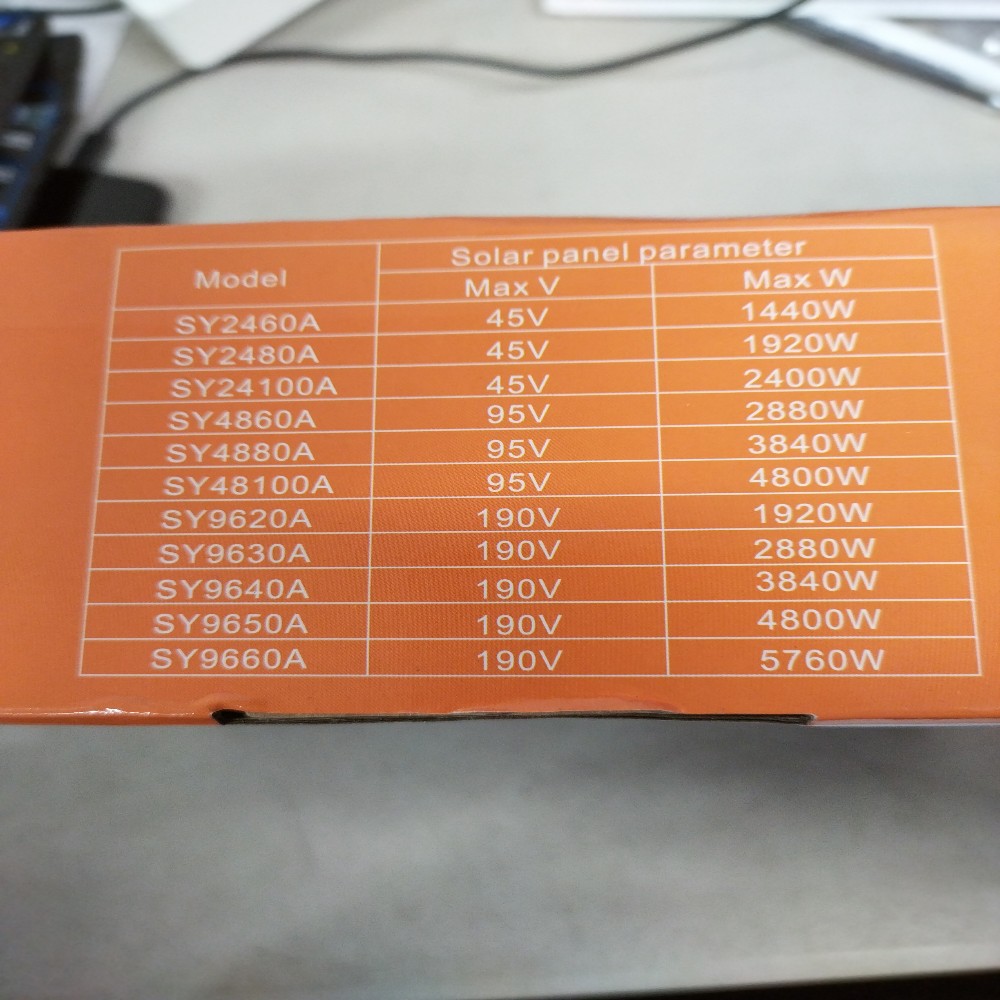 Model Solar panel parameter
Max V Max W
SY2460A 45V 1440W
SY2480A 45V 1920W
SY24100A 45V 2400W
SY4860A 95V 2880W
SY4880A 95V 3840W
SY48100A 95V 4800W
SY9620A 190V 1920W
SY9630A 190V 2880W
SY9640A 190V 3840W
SY9650A 190V 4800W
SY9660A 190V 5760W